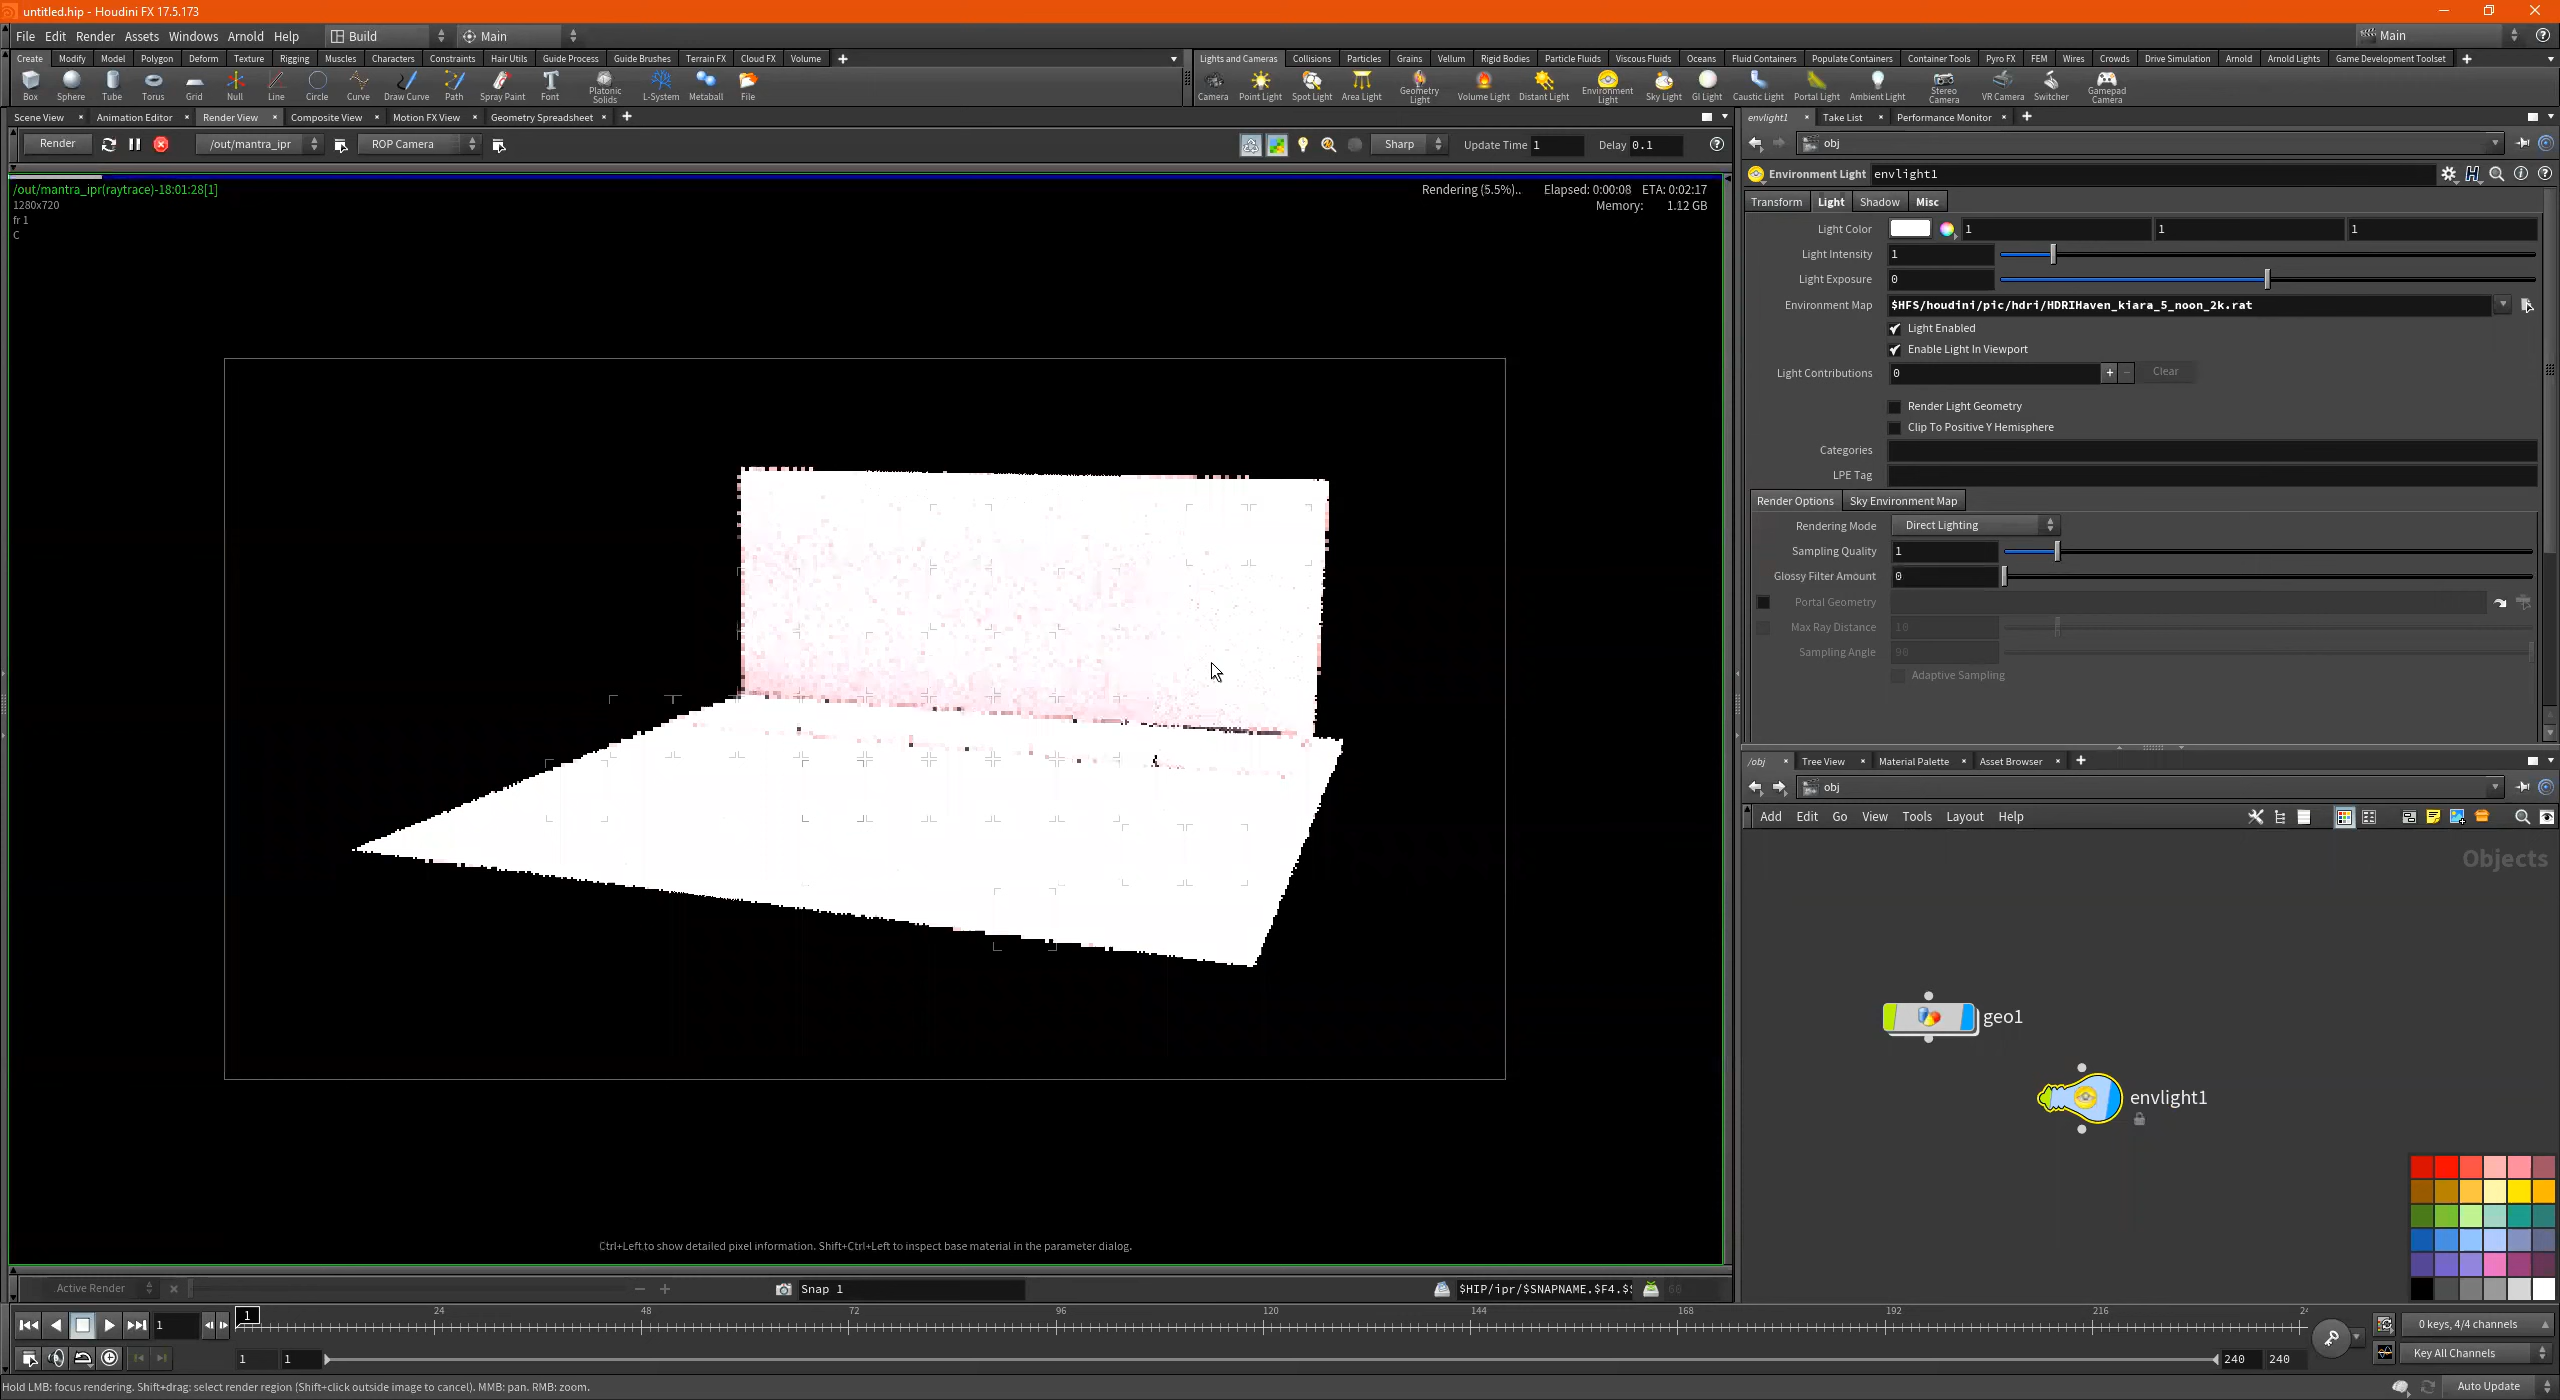 untitled.hip - Houdini FX 17.5.173
File Edit Render Assets Windows Arnold Help Build Main Main
Create Modify Model Polygon Deform Texture Rigging Muscles Characters Constraints Hair Utils Guide Process Guide Brushes Terrain FX Cloud FX Volume
Lights and Cameras Collisions Particles Grains Vellum Rigid Bodies Particle Fluids Viscous Fluids Oceans Fluid Containers Populate Containers Container Tools Pyro FX FEM Wires Crowds Drive Simulation Arnold Arnold Lights Game Development Toolset
Box Sphere Tube Torus Grid Null Line Circle Curve Draw Curve Path Spray Paint Font Platonic Solids L-System Metaball File
Camera Point Light Spot Light Area Light Geometry Light Volume Light Distant Light Environment Light Sky Light GI Light Caustic Light Portal Light Ambient Light Stereo Camera VR Camera Switcher Gamepad Camera
Scene View Animation Editor Render View Composite View Motion FX View Geometry Spreadsheet
Render /out/mantra_ipr ROP Camera Sharp Update Time 1 Delay 0.1
/out/mantra_ipr(raytrace)-18:01:28[1]
1280x720
fr 1
C
Rendering (5.5%).. Elapsed: 0:00:08 ETA: 0:02:17
Memory: 1.12 GB
Ctrl+Left to show detailed pixel information. Shift+Ctrl+Left to inspect base material in the parameter dialog.
Active Render Snap 1 $HIP/ipr/$SNAPNAME.$F4.$ 60
envlight1 Take List Performance Monitor
obj
Environment Light envlight1
Transform Light Shadow Misc
Light Color 1 1 1
Light Intensity 1
Light Exposure 0
Environment Map $HFS/houdini/pic/hdri/HDRIHaven_kiara_5_noon_2k.rat
Light Enabled
Enable Light In Viewport
Light Contributions 0 + - Clear
Render Light Geometry
Clip To Positive Y Hemisphere
Categories
LPE Tag
Render Options Sky Environment Map
Rendering Mode Direct Lighting
Sampling Quality 1
Glossy Filter Amount 0
Portal Geometry
Max Ray Distance 10
Sampling Angle 90
Adaptive Sampling
/obj Tree View Material Palette Asset Browser
obj
Add Edit Go View Tools Layout Help
Objects
geo1
envlight1
1 1 24 48 72 96 120 144 168 192 216 0 keys, 4/4 channels
1 1 240 240 Key All Channels
Hold LMB: focus rendering. Shift+drag: select render region (Shift+click outside image to cancel). MMB: pan. RMB: zoom. Auto Update